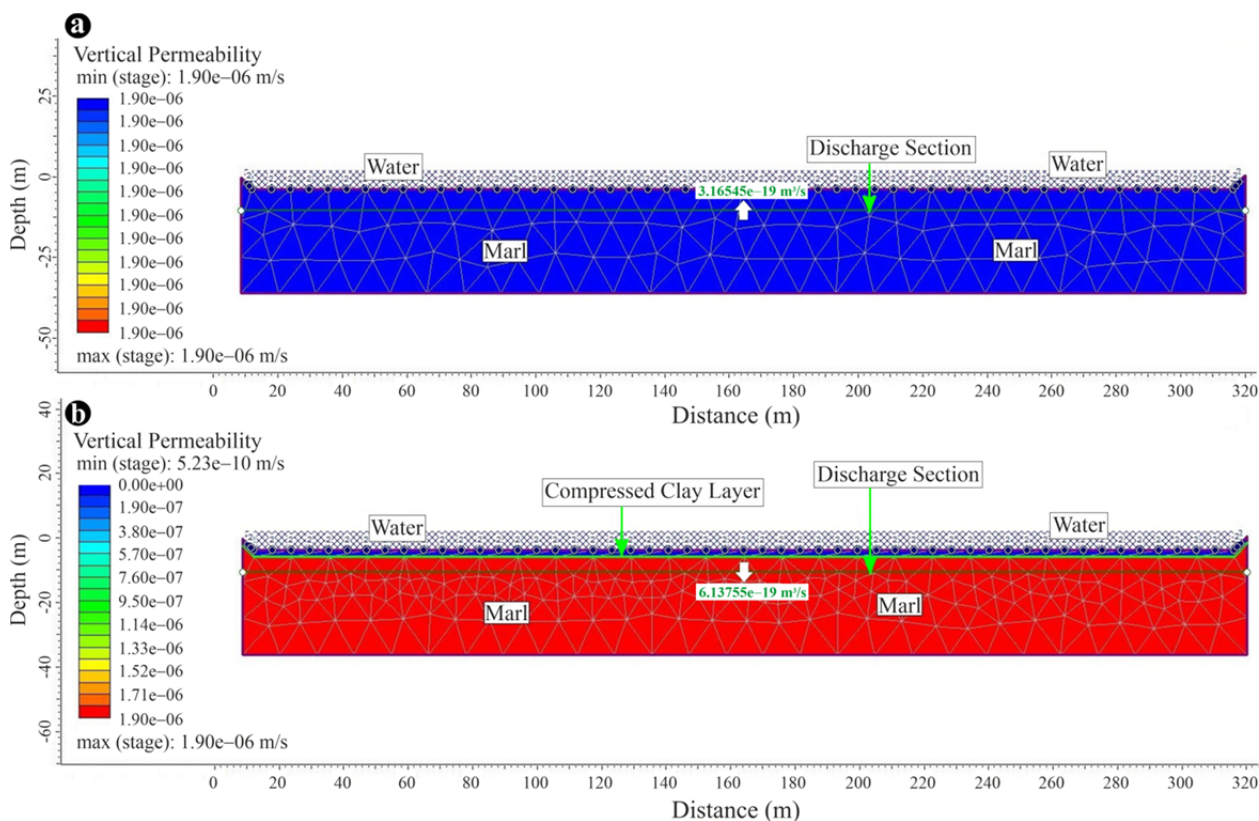 a
Vertical Permeability
min (stage): 1.90e−06 m/s
1.90e−06
1.90e−06
1.90e−06
1.90e−06
1.90e−06
1.90e−06
1.90e−06
1.90e−06
1.90e−06
1.90e−06
1.90e−06
max (stage): 1.90e−06 m/s
Depth (m)
25
0
-25
-50
Water
Discharge Section
Water
3.16545e−19 m³/s
Marl
Marl
0 20 40 60 80 100 120 140 160 180 200 220 240 260 280 300 320
Distance (m)
b
Vertical Permeability
min (stage): 5.23e−10 m/s
0.00e+00
1.90e−07
3.80e−07
5.70e−07
7.60e−07
9.50e−07
1.14e−06
1.33e−06
1.52e−06
1.71e−06
1.90e−06
max (stage): 1.90e−06 m/s
Depth (m)
40
20
0
-20
-40
-60
Compressed Clay Layer
Discharge Section
Water
Water
6.13755e−19 m³/s
Marl
Marl
0 20 40 60 80 100 120 140 160 180 200 220 240 260 280 300 320
Distance (m)